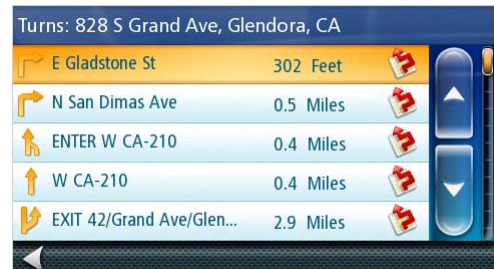 Turns: 828 S Grand Ave, Glendora, CA
E Gladstone St 302 Feet
N San Dimas Ave 0.5 Miles
ENTER W CA-210 0.4 Miles
W CA-210 0.4 Miles
EXIT 42/Grand Ave/Glen... 2.9 Miles